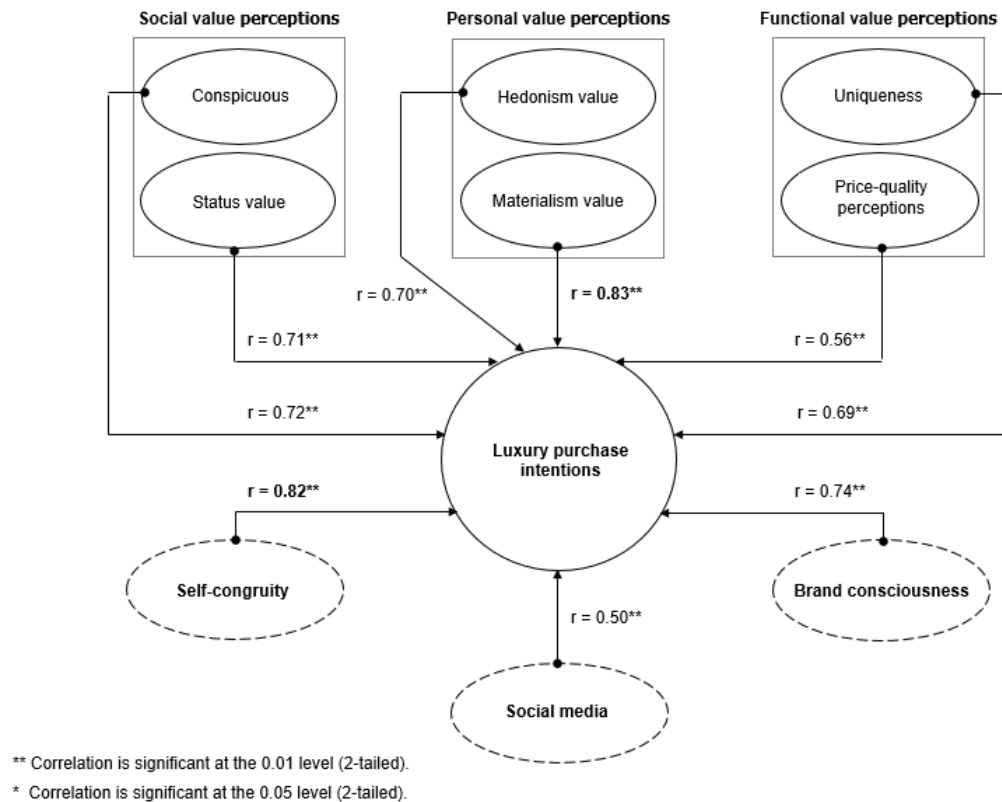 Social value perceptions
Personal value perceptions
Functional value perceptions
Conspicuous
Hedonism value
Uniqueness
Status value
Materialism value
Price-quality
perceptions
r = 0.70**
r = 0.83**
r = 0.71**
r = 0.56**
r = 0.72**
r = 0.69**
Luxury purchase
intentions
r = 0.82**
r = 0.74**
Self-congruity
Brand consciousness
r = 0.50**
Social media
** Correlation is significant at the 0.01 level (2-tailed).
* Correlation is significant at the 0.05 level (2-tailed).